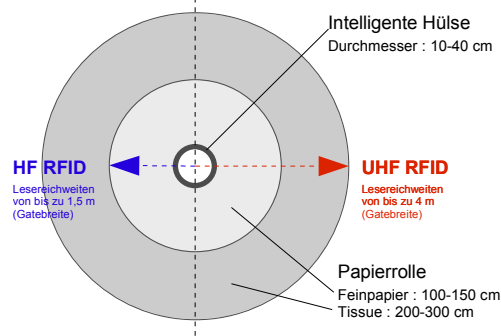 Intelligente Hülse
Durchmesser : 10-40 cm
HF RFID
Lesereichweiten
von bis zu 1,5 m
(Gatebreite)
UHF RFID
Lesereichweiten
von bis zu 4 m
(Gatebreite)
Papierrolle
Feinpapier : 100-150 cm
Tissue : 200-300 cm